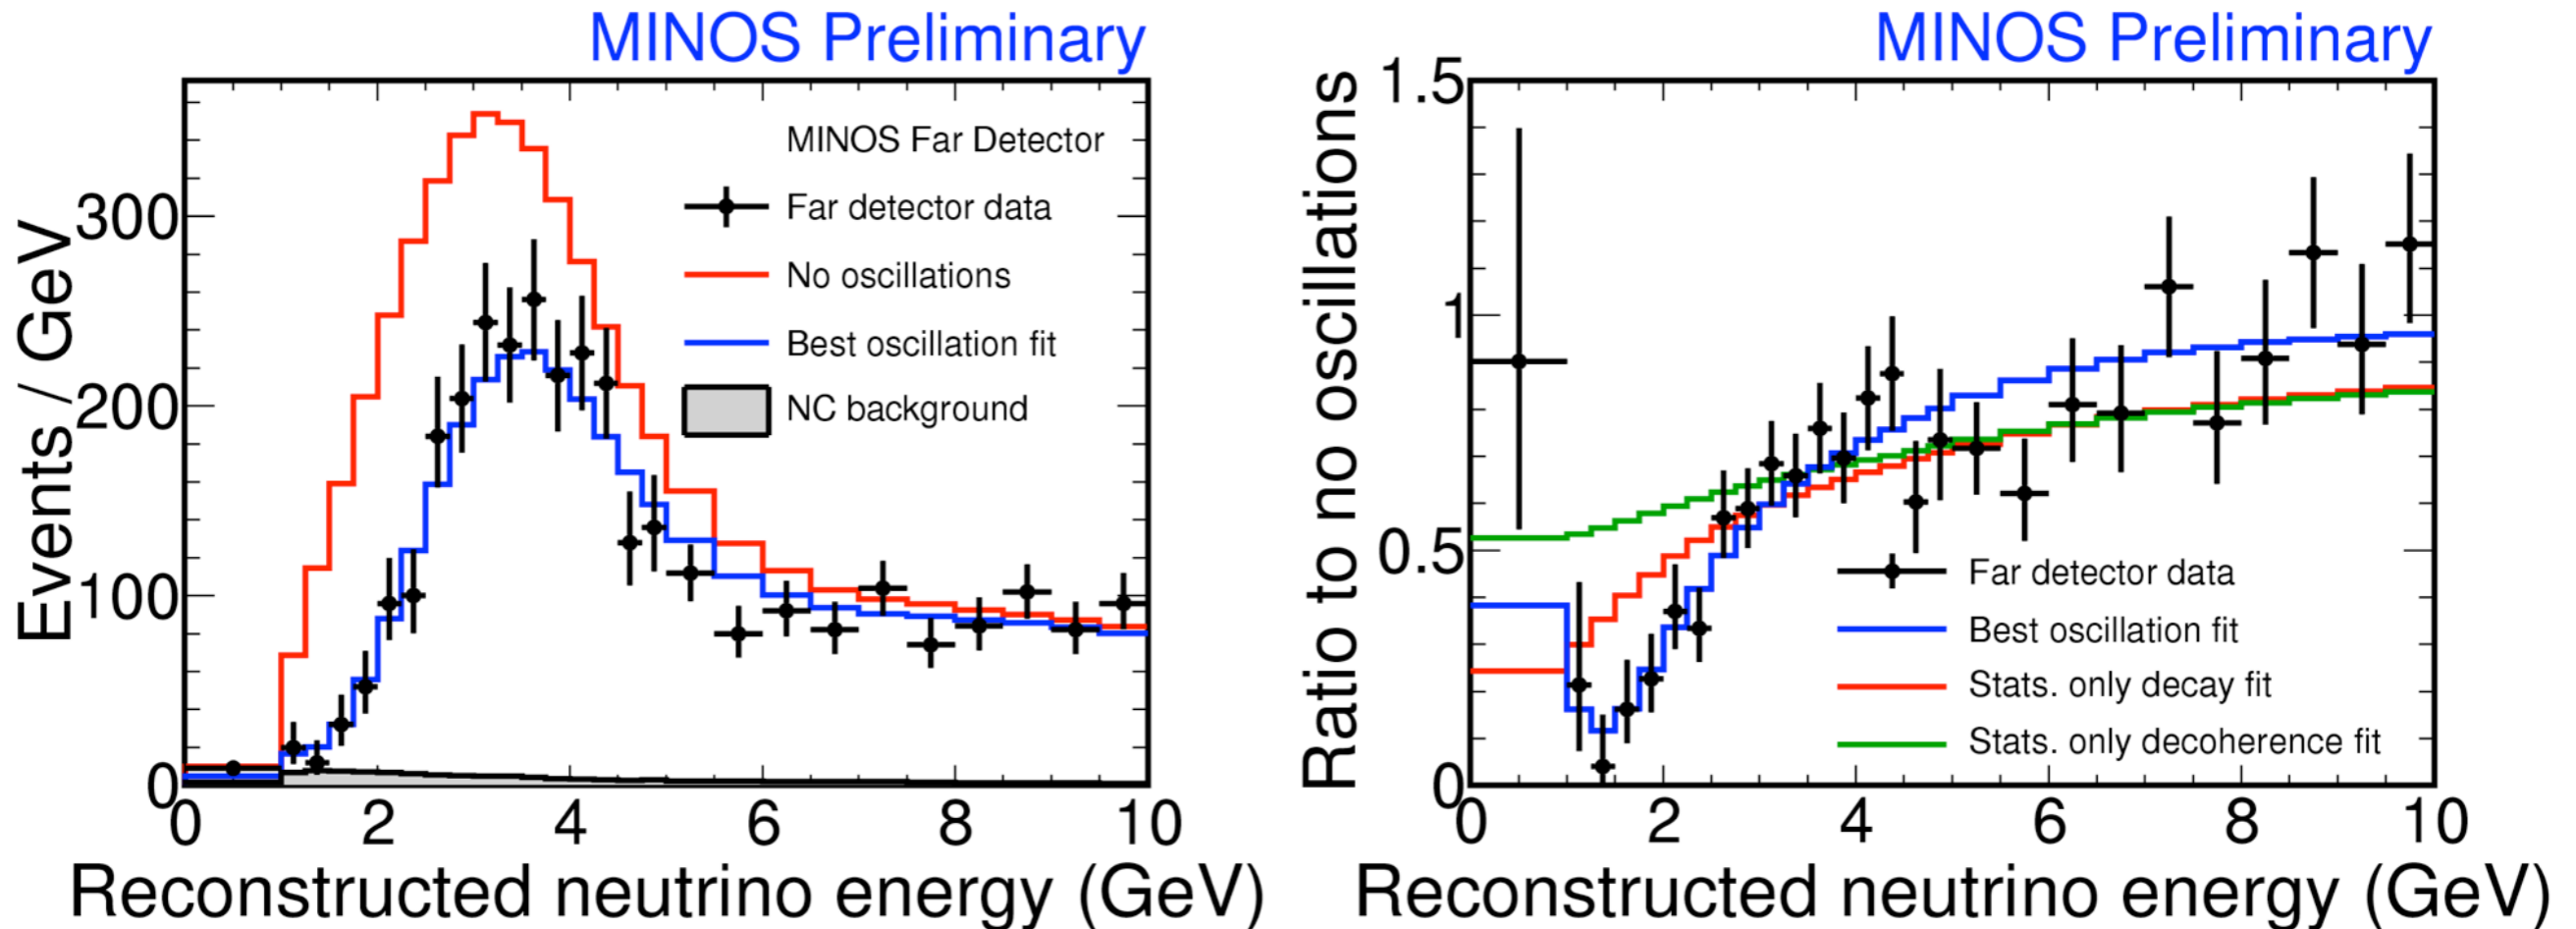 MINOS Preliminary
Events / GeV
300
200
100
0
MINOS Far Detector
Far detector data
No oscillations
Best oscillation fit
NC background
0 2 4 6 8 10
Reconstructed neutrino energy (GeV)
MINOS Preliminary
Ratio to no oscillations
1.5
1
0.5
0
Far detector data
Best oscillation fit
Stats. only decay fit
Stats. only decoherence fit
0 2 4 6 8 10
Reconstructed neutrino energy (GeV)